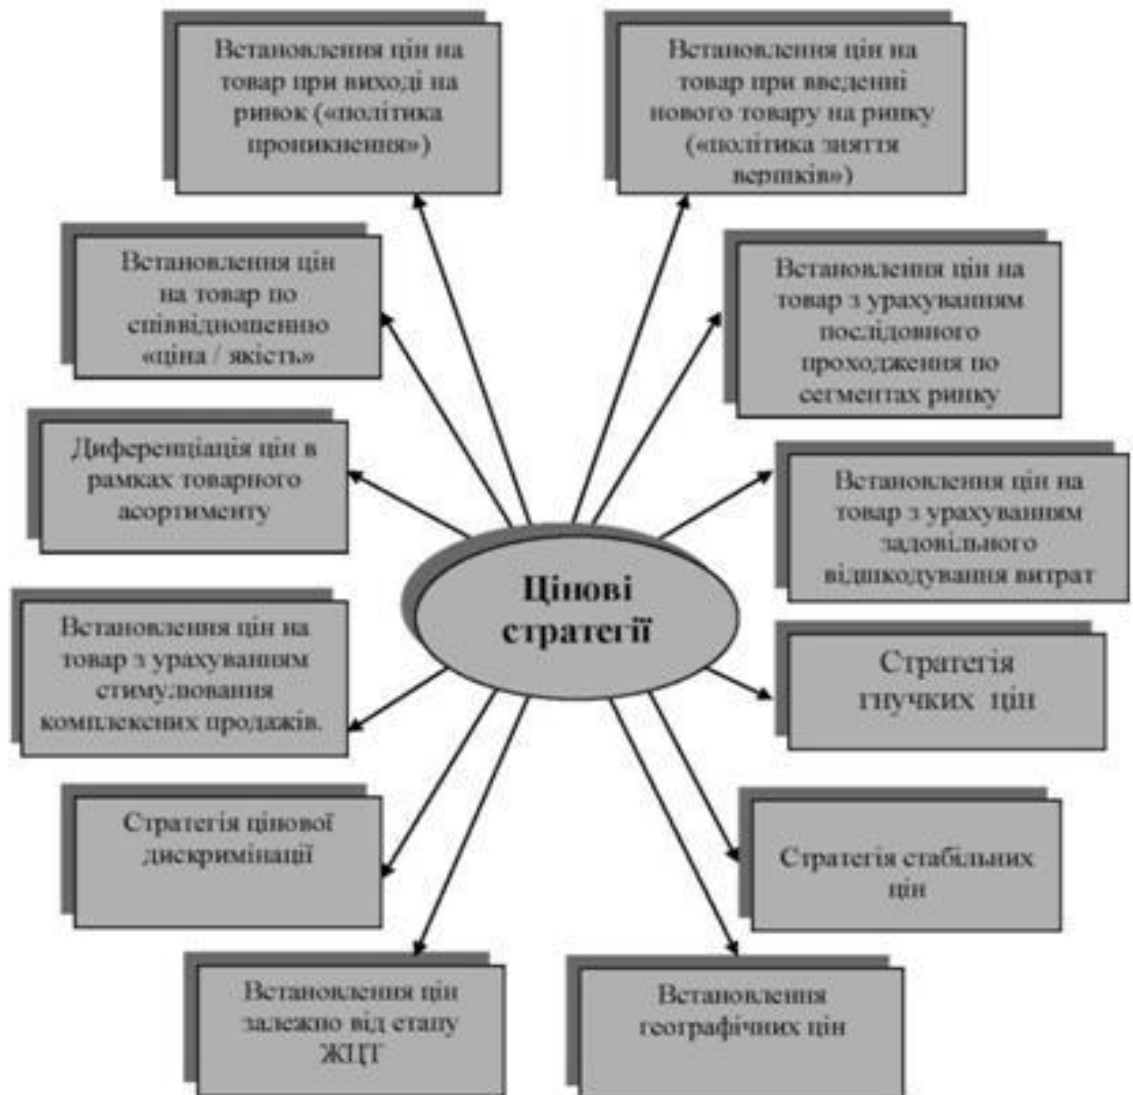 Встановлення цін на
товар при виході на
ринок («політика
проникнення»)
Встановлення цін на
товар при введенні
нового товару на ринку
(«політика зняття
вершків»)
Встановлення цін
на товар по
співвідношенню
«ціна / якість»
Встановлення цін на
товар з урахуванням
послідовного
проходження по
сегментах ринку
Диференціація цін в
рамках товарного
асортименту
Встановлення цін на
товар з урахуванням
задовільного
відшкодування витрат
Цінові
стратегії
Встановлення цін на
товар з урахуванням
стимулювання
комплексних продажів.
Стратегія
гнучких цін
Стратегія цінової
дискримінації
Стратегія стабільних
цін
Встановлення цін
залежно від етапу
ЖЦТ
Встановлення
географічних цін